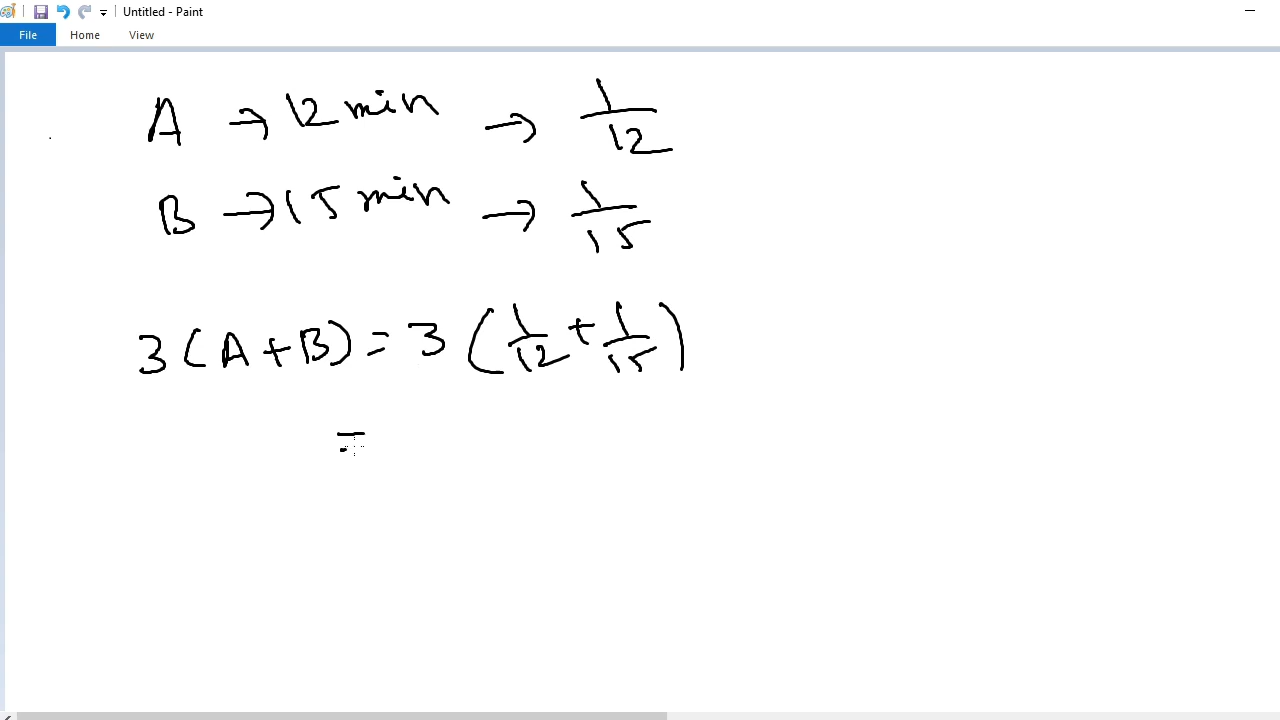 Untitled - Paint
File Home View
A → 12 min → 1/12
B → 15 min → 1/15
3 (A + B) = 3 (1/12 + 1/15)
=